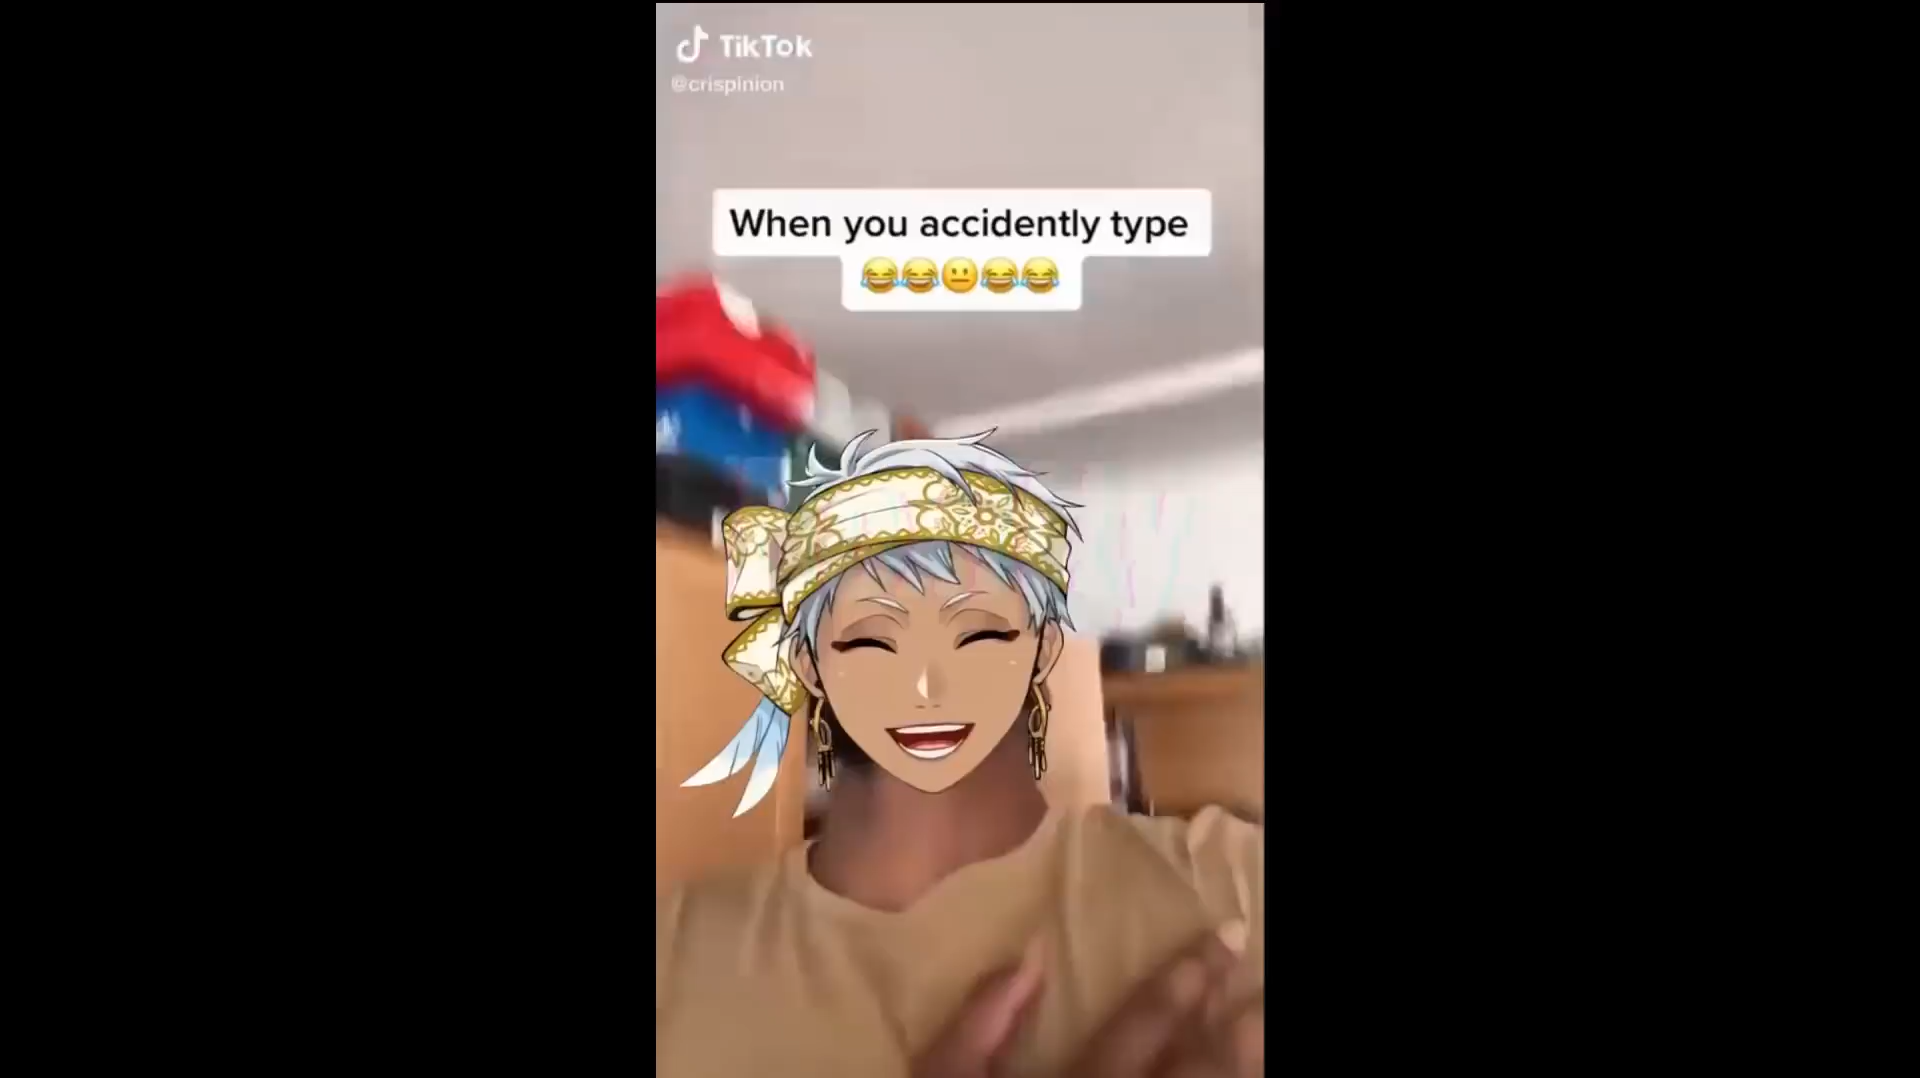 TikTok
@crispinion
When you accidently type
😂😂😐😂😂